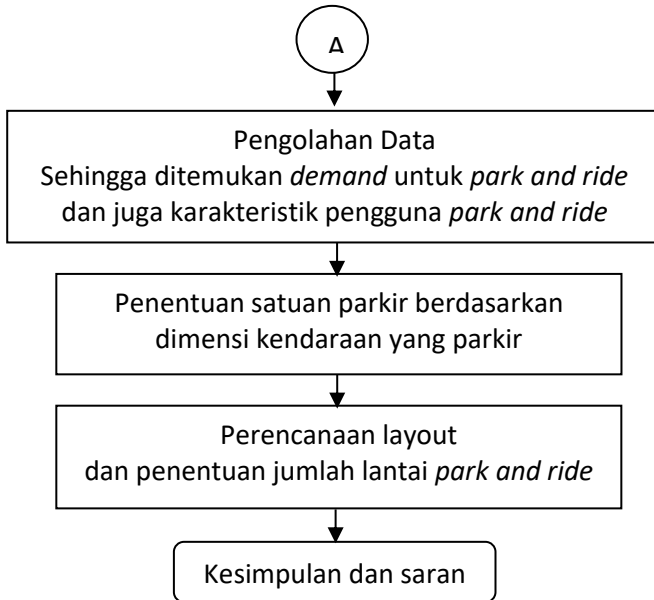 A
Pengolahan Data
Sehingga ditemukan demand untuk park and ride
dan juga karakteristik pengguna park and ride
Penentuan satuan parkir berdasarkan
dimensi kendaraan yang parkir
Perencanaan layout
dan penentuan jumlah lantai park and ride
Kesimpulan dan saran